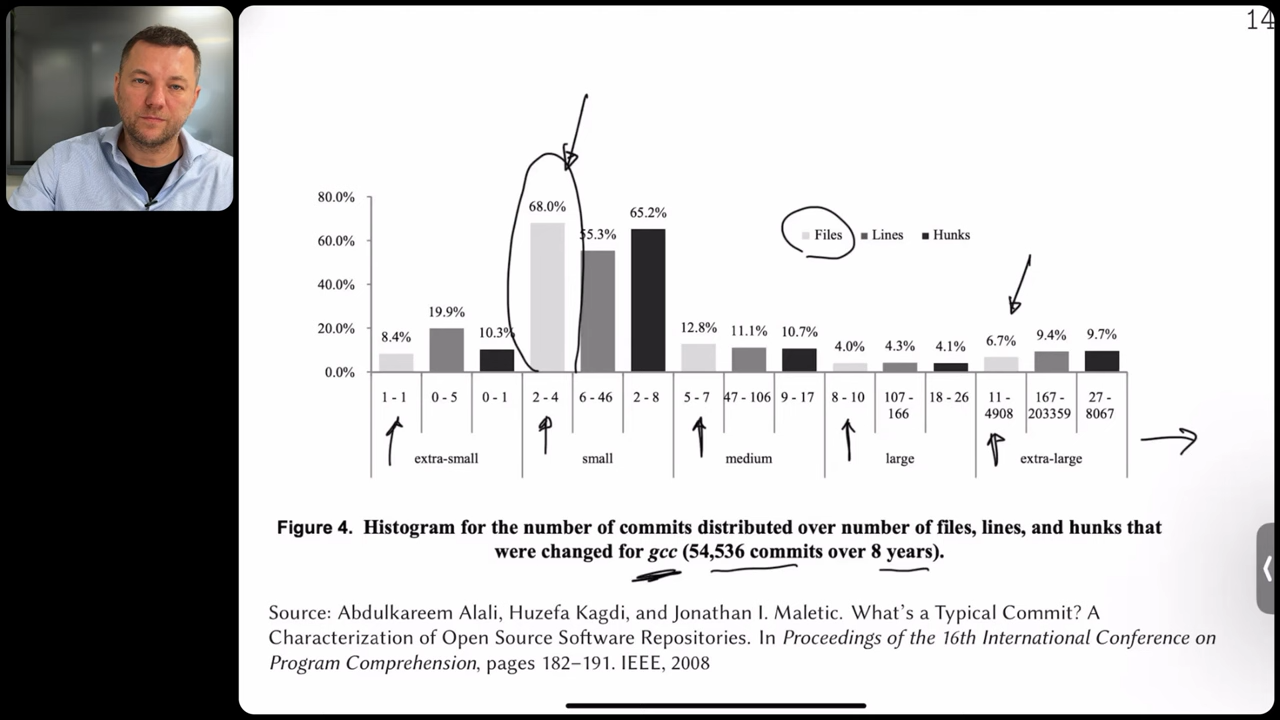 14
80.0%
60.0%
40.0%
20.0%
0.0%
8.4% 19.9% 10.3% 68.0% 55.3% 65.2% 12.8% 11.1% 10.7% 4.0% 4.3% 4.1% 6.7% 9.4% 9.7%
Files Lines Hunks
1 - 1 0 - 5 0 - 1 2 - 4 6 - 46 2 - 8 5 - 7 47 - 106 9 - 17 8 - 10 107 - 18 - 26 11 - 167 - 27 -
166 4908 203359 8067
extra-small small medium large extra-large
Figure 4. Histogram for the number of commits distributed over number of files, lines, and hunks that
were changed for gcc (54,536 commits over 8 years).
Source: Abdulkareem Alali, Huzefa Kagdi, and Jonathan I. Maletic. What's a Typical Commit? A
Characterization of Open Source Software Repositories. In Proceedings of the 16th International Conference on
Program Comprehension, pages 182–191. IEEE, 2008